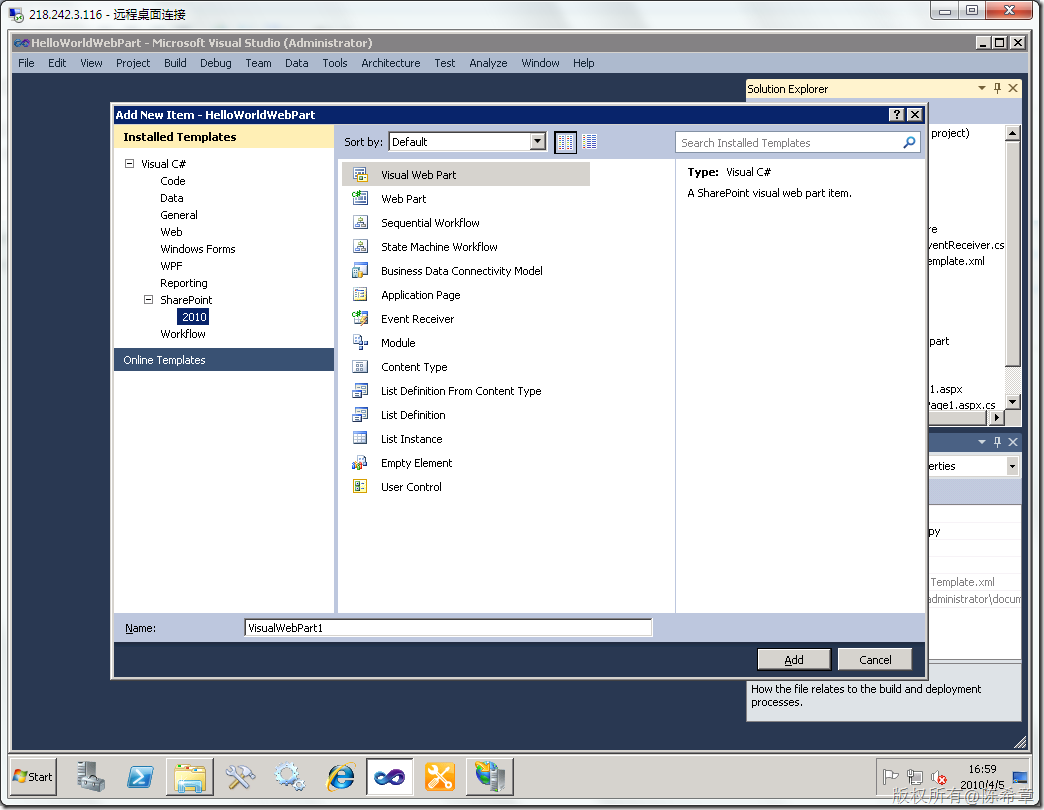 218.242.3.116 - 远程桌面连接
HelloWorldWebPart - Microsoft Visual Studio (Administrator)
File Edit View Project Build Debug Team Data Tools Architecture Test Analyze Window Help
Solution Explorer
Add New Item - HelloWorldWebPart
Installed Templates
Visual C#
Code
Data
General
Web
Windows Forms
WPF
Reporting
SharePoint
2010
Workflow
Online Templates
Sort by: Default
Search Installed Templates
Visual Web Part
Web Part
Sequential Workflow
State Machine Workflow
Business Data Connectivity Model
Application Page
Event Receiver
Module
Content Type
List Definition From Content Type
List Definition
List Instance
Empty Element
User Control
Type: Visual C#
A SharePoint visual web part item.
project)
re
ventReceiver.cs
emplate.xml
part
1.aspx
Page1.aspx.cs
erties
py
Template.xml
administrator\docum
Name: VisualWebPart1
Add Cancel
How the file relates to the build and deployment
processes.
Start
16:59
2010/4/5
版权所有@陈希章